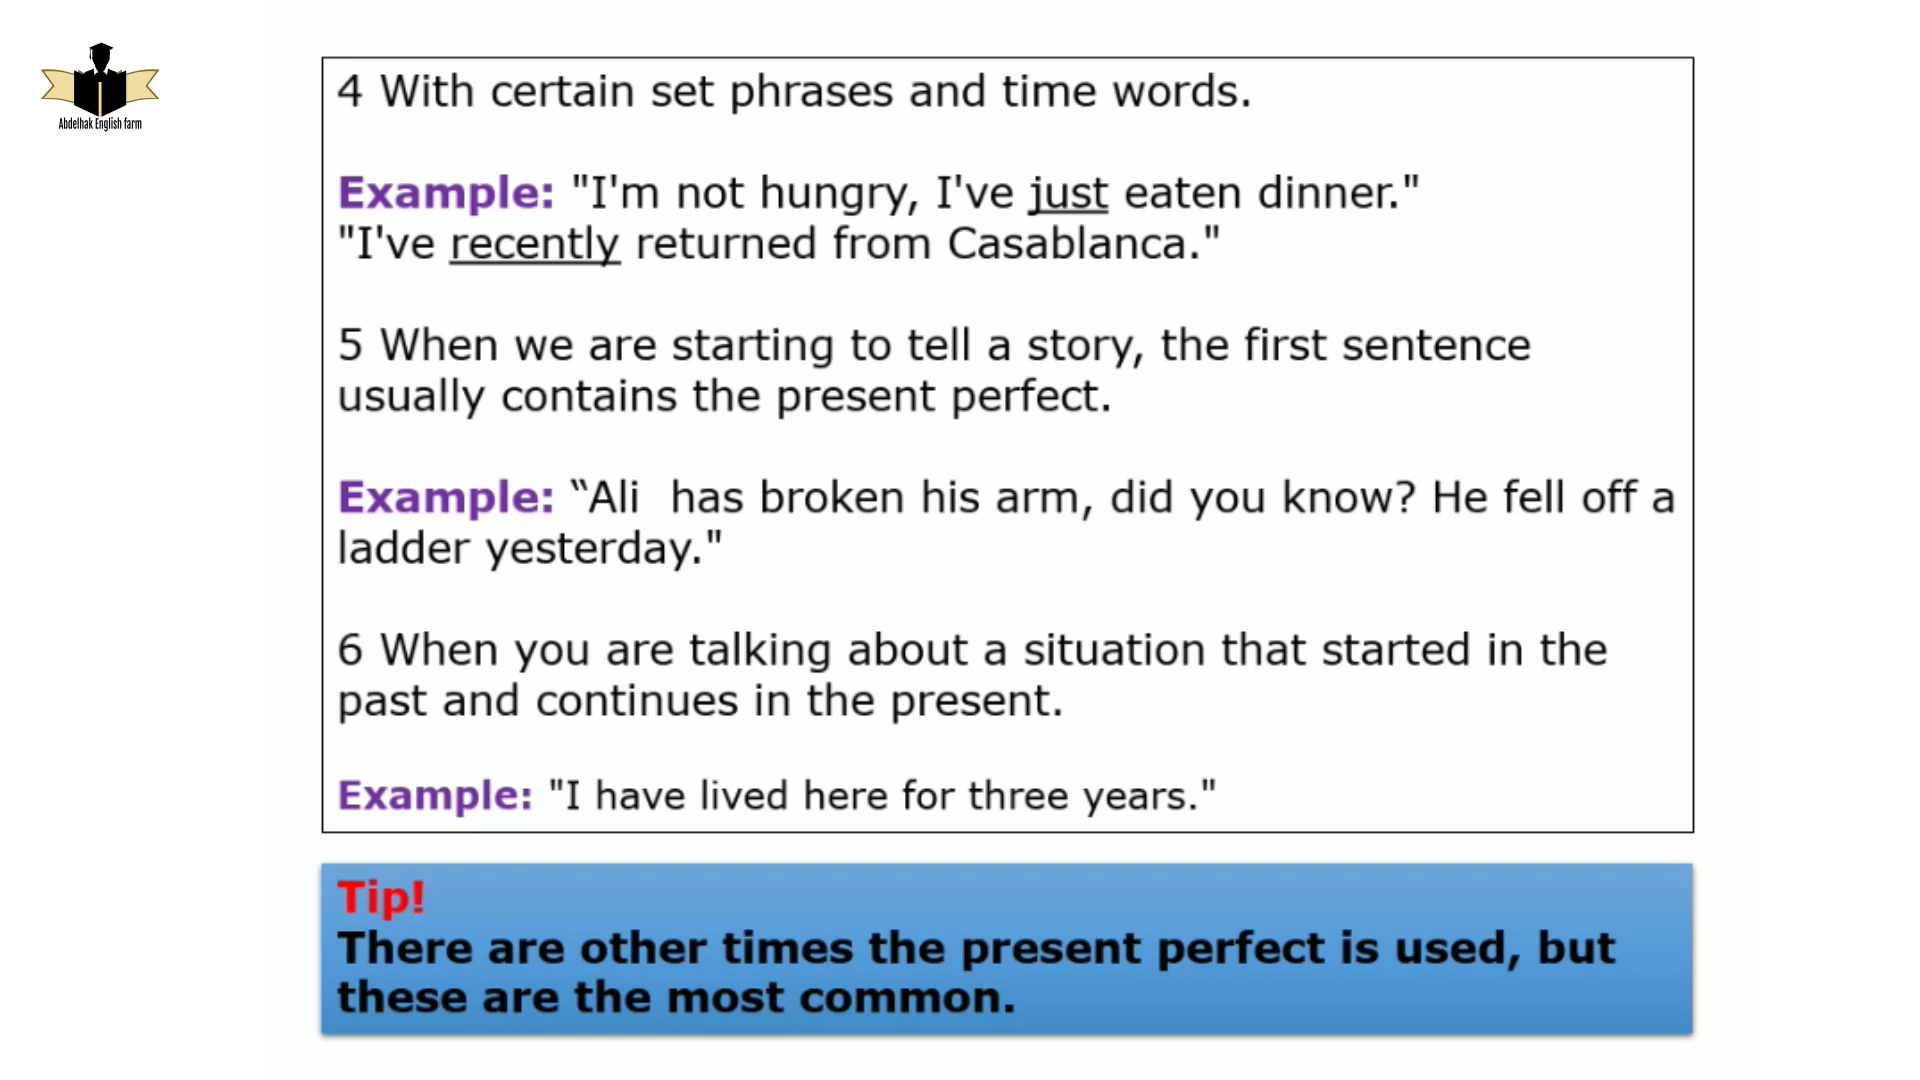 Abdelhak English farm
4 With certain set phrases and time words.
Example: "I'm not hungry, I've just eaten dinner."
"I've recently returned from Casablanca."
5 When we are starting to tell a story, the first sentence
usually contains the present perfect.
Example: “Ali  has broken his arm, did you know? He fell off a
ladder yesterday."
6 When you are talking about a situation that started in the
past and continues in the present.
Example: "I have lived here for three years."
Tip!
There are other times the present perfect is used, but
these are the most common.